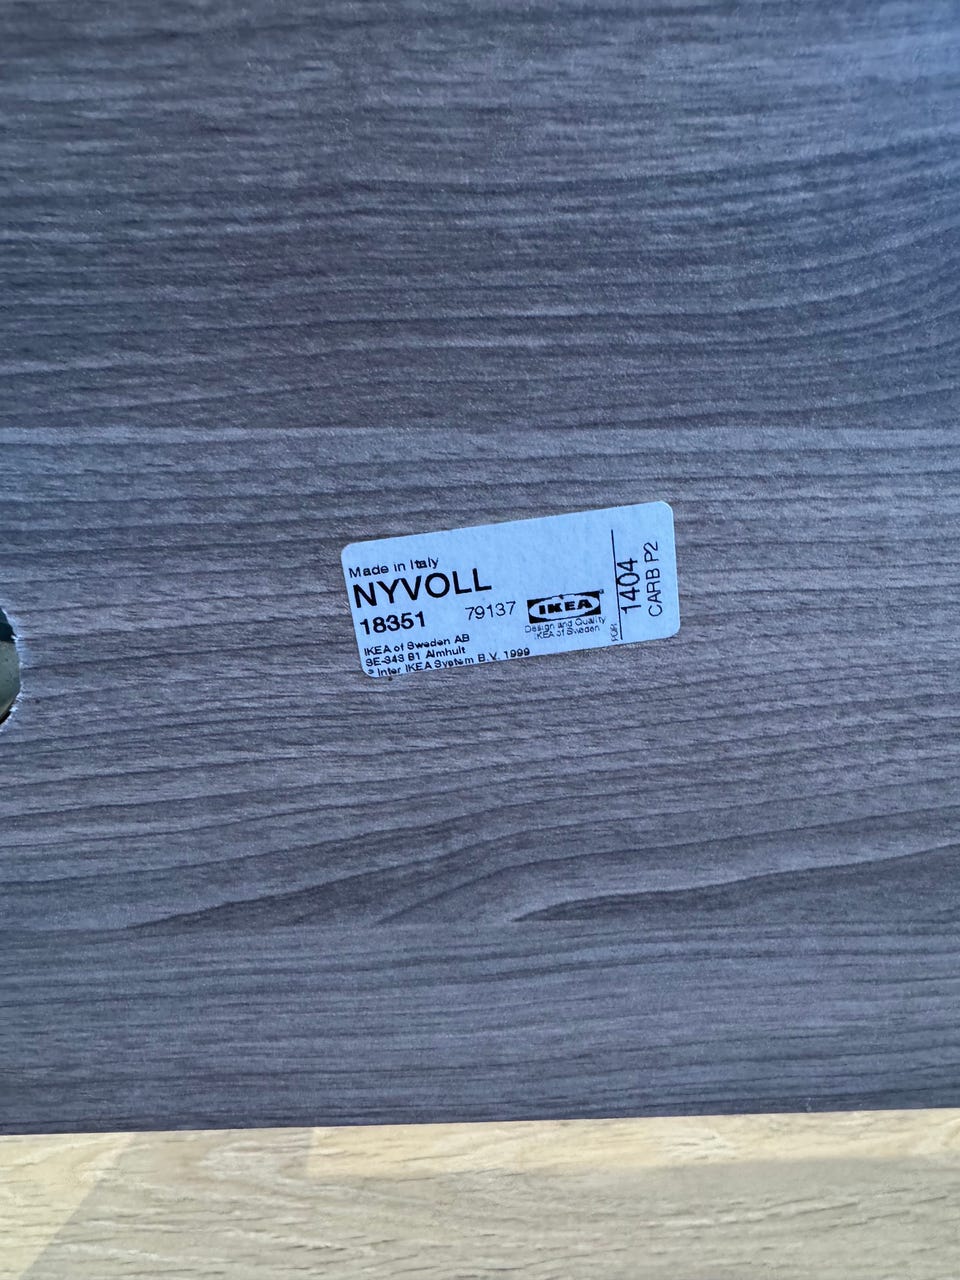 Made in Italy
NYVOLL
18351 79137
IKEA
Design and Quality
IKEA of Sweden
IKEA of Sweden AB
SE-343 81 Almhult
© Inter IKEA System B.V. 1999
1404
CARB P2